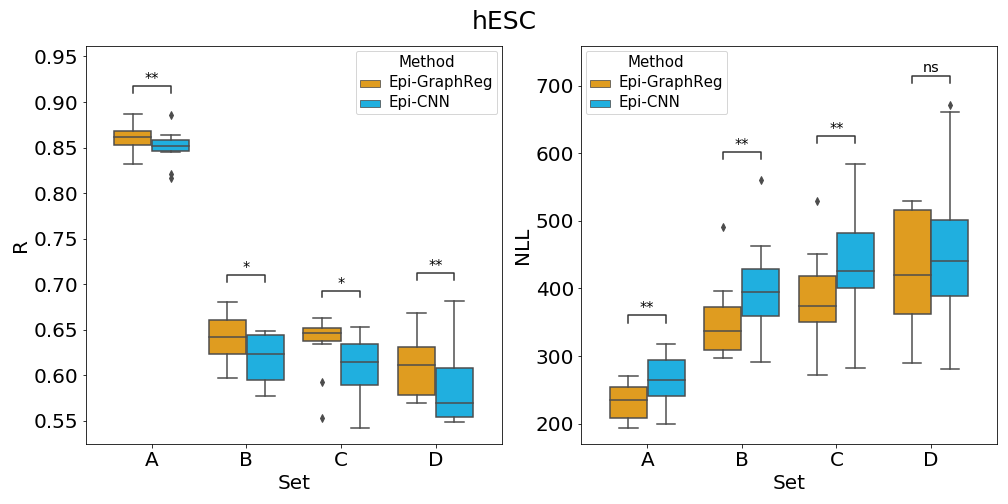 hESC
0.95
0.90
0.85
0.80
0.75
0.70
0.65
0.60
0.55
R
**
*
*
**
Method
Epi-GraphReg
Epi-CNN
A B C D
Set
700
600
500
400
300
200
NLL
Method
Epi-GraphReg
Epi-CNN
**
**
**
ns
A B C D
Set